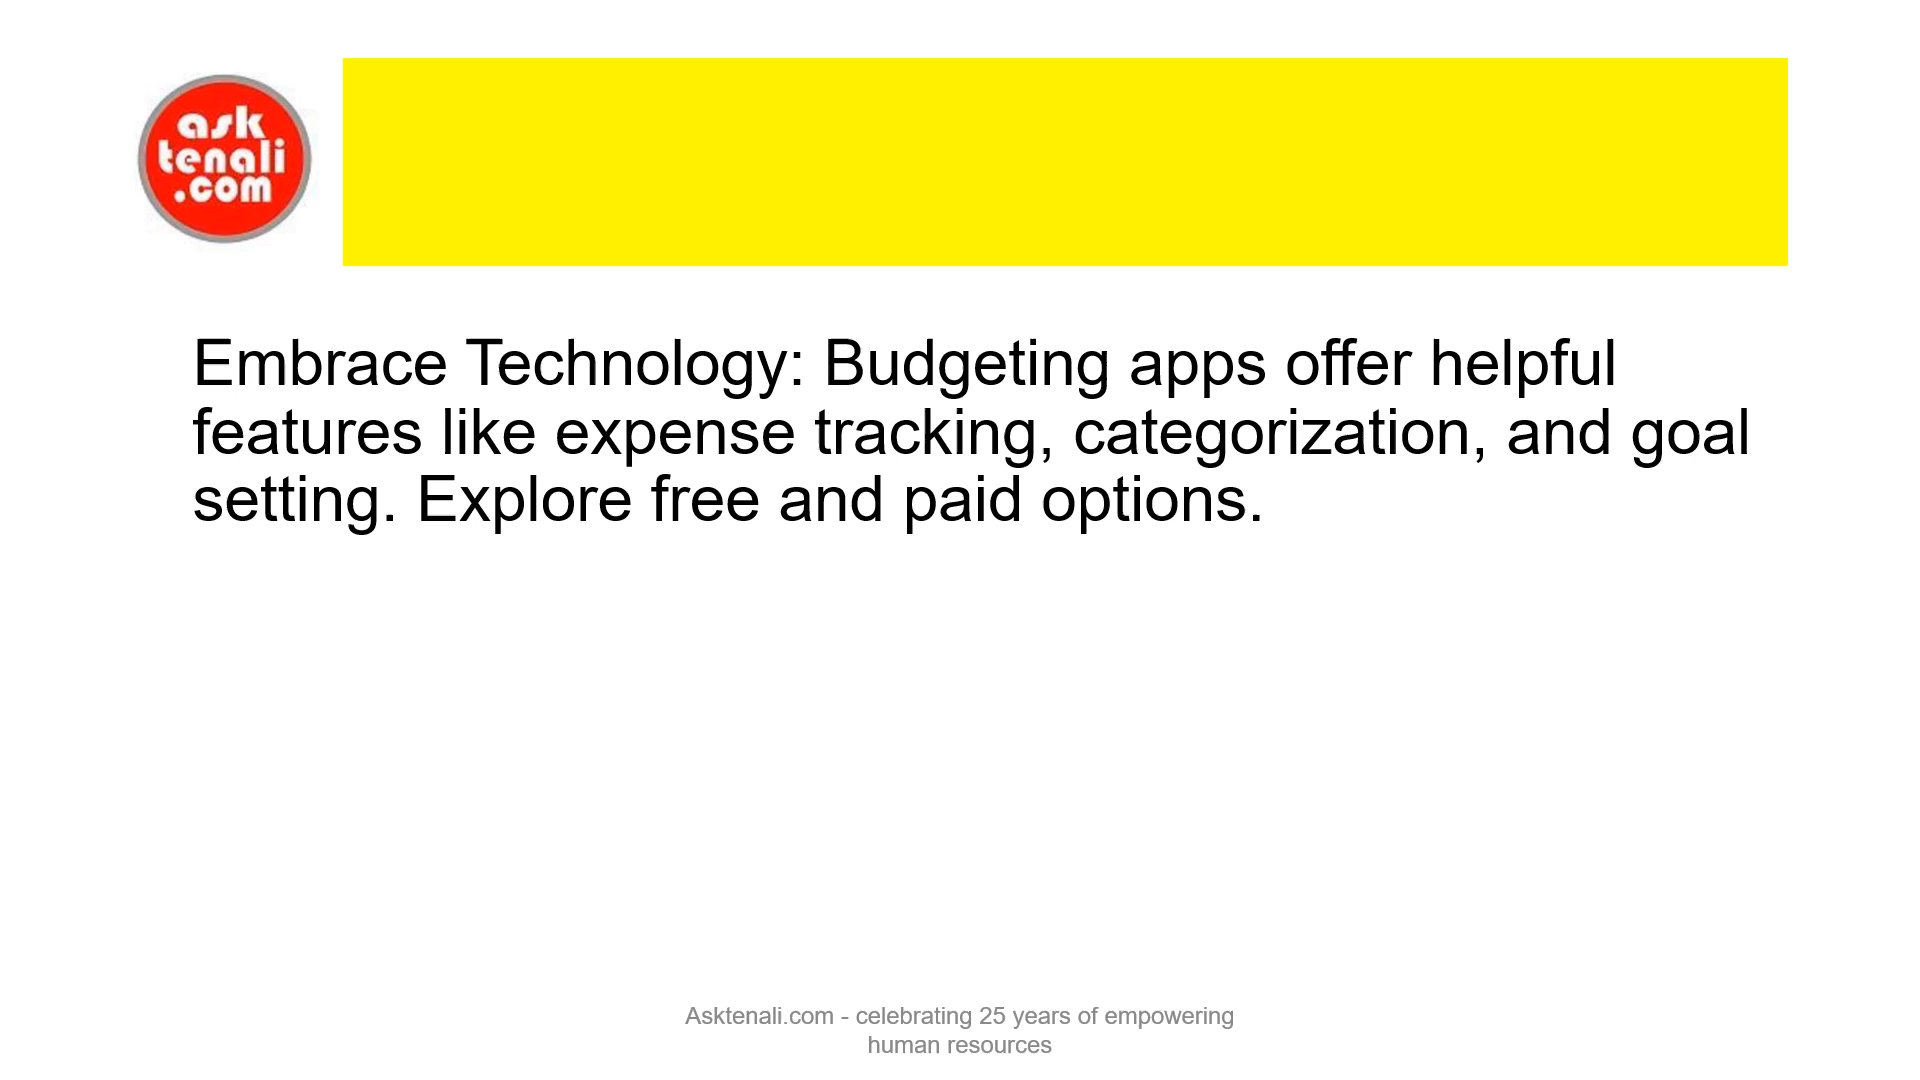 ask
tenali
.com
Embrace Technology: Budgeting apps offer helpful
features like expense tracking, categorization, and goal
setting. Explore free and paid options.
Asktenali.com - celebrating 25 years of empowering
human resources